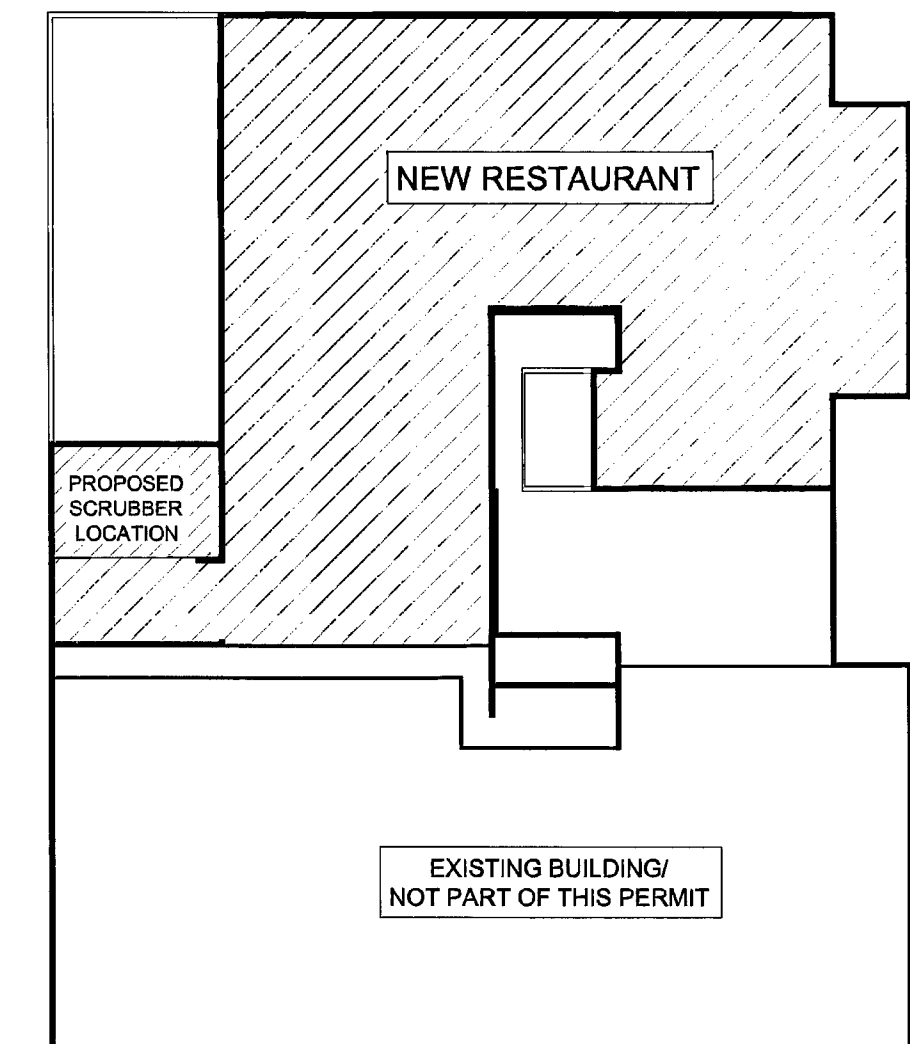 NEW RESTAURANT
PROPOSED
SCRUBBER
LOCATION
EXISTING BUILDING/
NOT PART OF THIS PERMIT